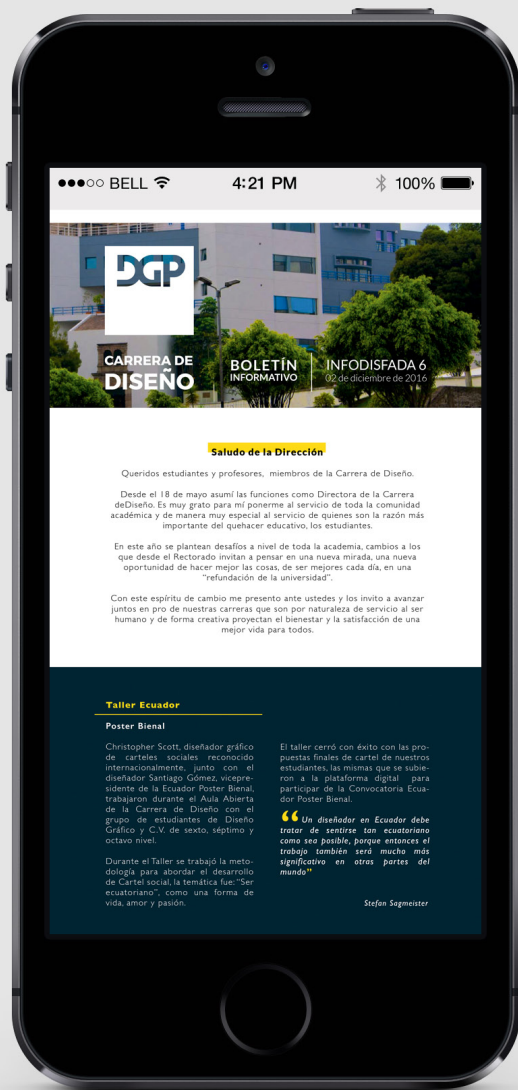 BELL 4:21 PM 100%
DGP
CARRERA DE
DISEÑO
BOLETÍN
INFORMATIVO
INFODISFADA 6
02 de diciembre de 2016
Saludo de la Dirección
Queridos estudiantes y profesores, miembros de la Carrera de Diseño.
Desde el 18 de mayo asumí las funciones como Directora de la Carrera
deDiseño. Es muy grato para mí ponerme al servicio de toda la comunidad
académica y de manera muy especial al servicio de quienes son la razón más
importante del quehacer educativo, los estudiantes.
En este año se plantean desafíos a nivel de toda la academia, cambios a los
que desde el Rectorado invitan a pensar en una nueva mirada, una nueva
oportunidad de hacer mejor las cosas, de ser mejores cada día, en una
“refundación de la universidad”.
Con este espíritu de cambio me presento ante ustedes y los invito a avanzar
juntos en pro de nuestras carreras que son por naturaleza de servicio al ser
humano y de forma creativa proyectan el bienestar y la satisfacción de una
mejor vida para todos.
Taller Ecuador
Poster Bienal
Christopher Scott, diseñador gráfico
de carteles sociales reconocido
internacionalmente, junto con el
diseñador Santiago Gómez, vicepre-
sidente de la Ecuador Poster Bienal,
trabajaron durante el Aula Abierta
de la Carrera de Diseño con el
grupo de estudiantes de Diseño
Gráfico y C.V. de sexto, séptimo y
octavo nivel.
Durante el Taller se trabajó la meto-
dología para abordar el desarrollo
de Cartel social, la temática fue: “Ser
ecuatoriano”, como una forma de
vida, amor y pasión.
El taller cerró con éxito con las pro-
puestas finales de cartel de nuestros
estudiantes, las mismas que se subie-
ron a la plataforma digital para
participar de la Convocatoria Ecua-
dor Poster Bienal.
“Un diseñador en Ecuador debe
tratar de sentirse tan ecuatoriano
como sea posible, porque entonces el
trabajo también será mucho más
significativo en otras partes del
mundo”
Stefan Sagmeister